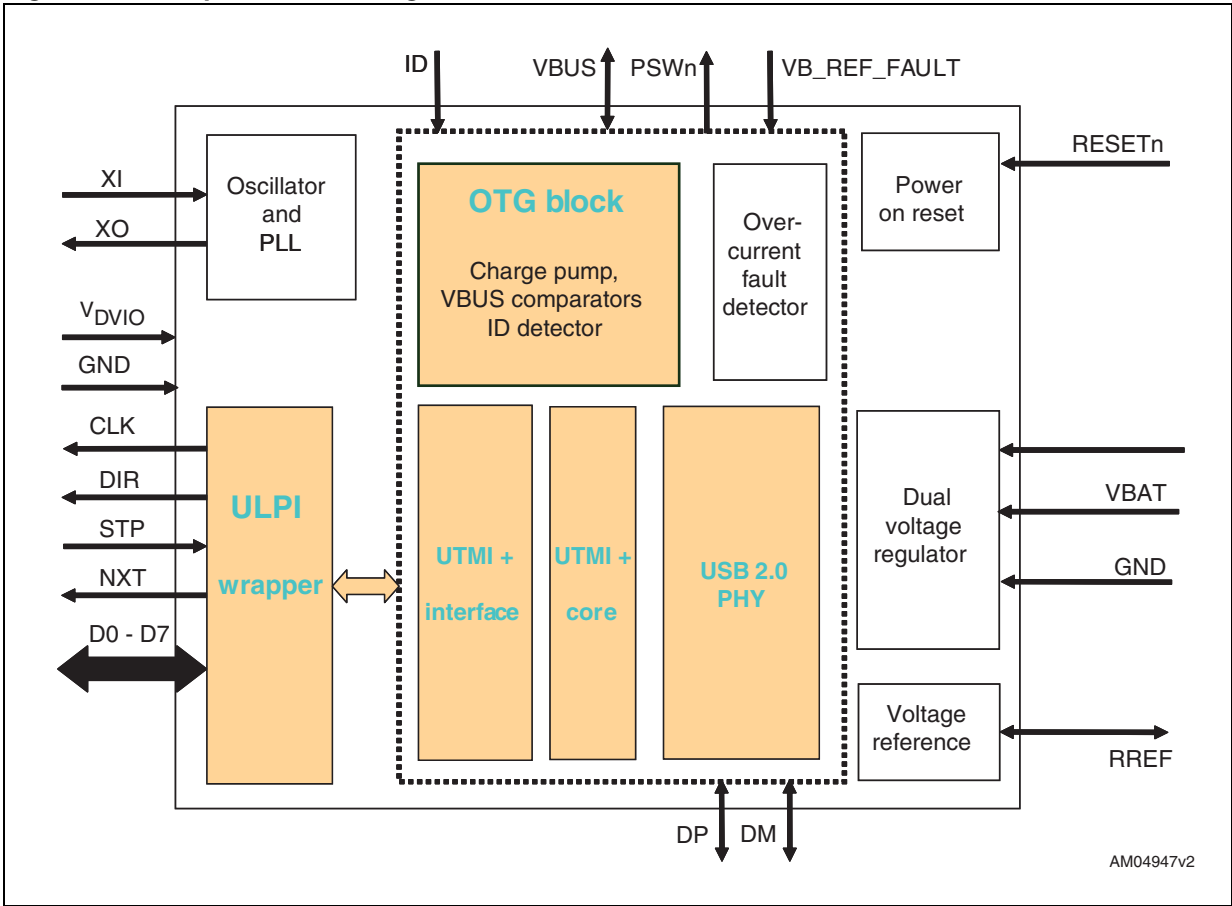 ID
VBUS
PSWn
VB_REF_FAULT
XI
XO
Oscillator
and
PLL
OTG block
Charge pump,
VBUS comparators
ID detector
Over-
current
fault
detector
Power
on reset
RESETn
VDVIO
GND
CLK
DIR
STP
NXT
D0 - D7
ULPI
wrapper
UTMI +
interface
UTMI +
core
USB 2.0
PHY
Dual
voltage
regulator
VBAT
GND
Voltage
reference
RREF
DP
DM
AM04947v2